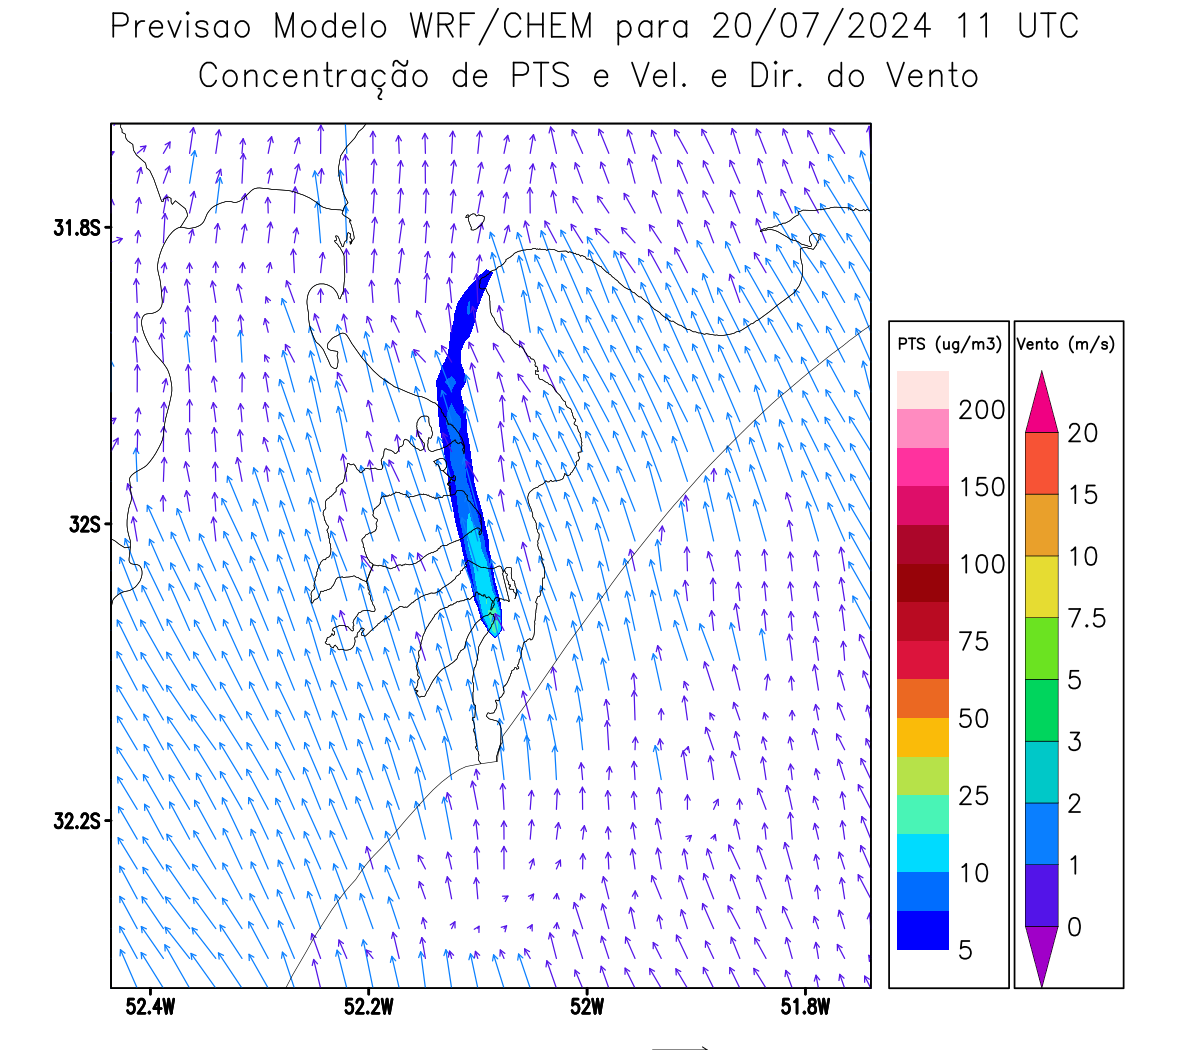 Previsao Modelo WRF/CHEM para 20/07/2024 11 UTC
Concentração de PTS e Vel. e Dir. do Vento
31.8S
32S
32.2S
52.4W 52.2W 52W 51.8W
PTS (ug/m3)
200
150
100
75
50
25
10
5
Vento (m/s)
20
15
10
7.5
5
3
2
1
0